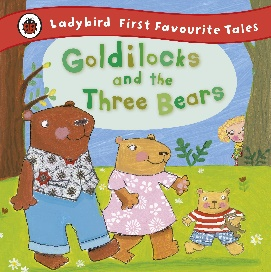 Ladybird First Favourite Tales
Goldilocks
and the
Three Bears